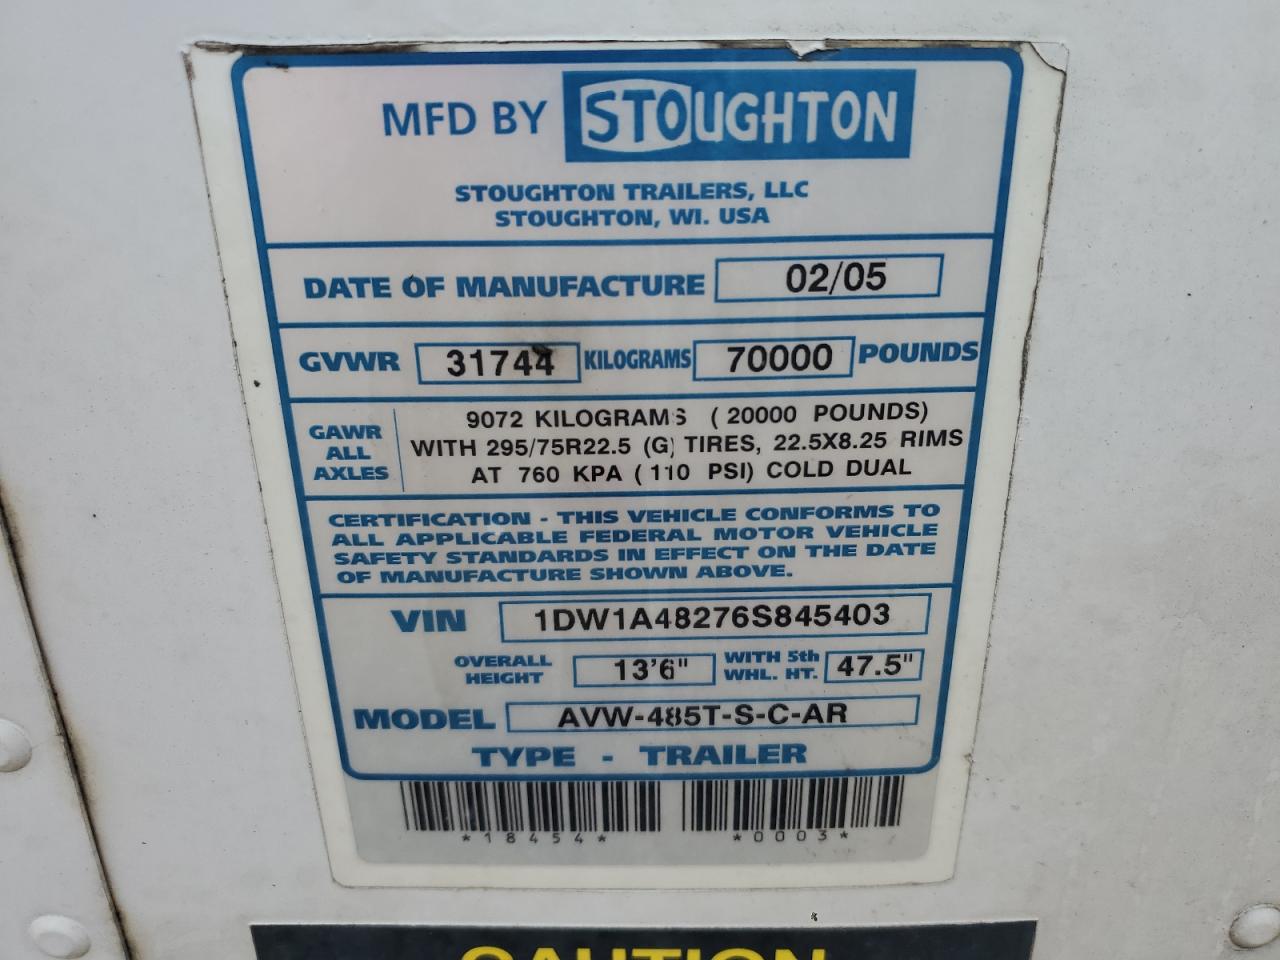 MFD BY STOUGHTON
STOUGHTON TRAILERS, LLC
STOUGHTON, WI. USA
DATE OF MANUFACTURE 02/05
GVWR 31744 KILOGRAMS 70000 POUNDS
GAWR ALL AXLES
9072 KILOGRAMS (20000 POUNDS)
WITH 295/75R22.5 (G) TIRES, 22.5X8.25 RIMS
AT 760 KPA (110 PSI) COLD DUAL
CERTIFICATION - THIS VEHICLE CONFORMS TO
ALL APPLICABLE FEDERAL MOTOR VEHICLE
SAFETY STANDARDS IN EFFECT ON THE DATE
OF MANUFACTURE SHOWN ABOVE.
VIN 1DW1A48276S845403
OVERALL HEIGHT 13'6" WITH 5th WHL. HT. 47.5"
MODEL AVW-485T-S-C-AR
TYPE - TRAILER
*18454* *0003*
CAUTION